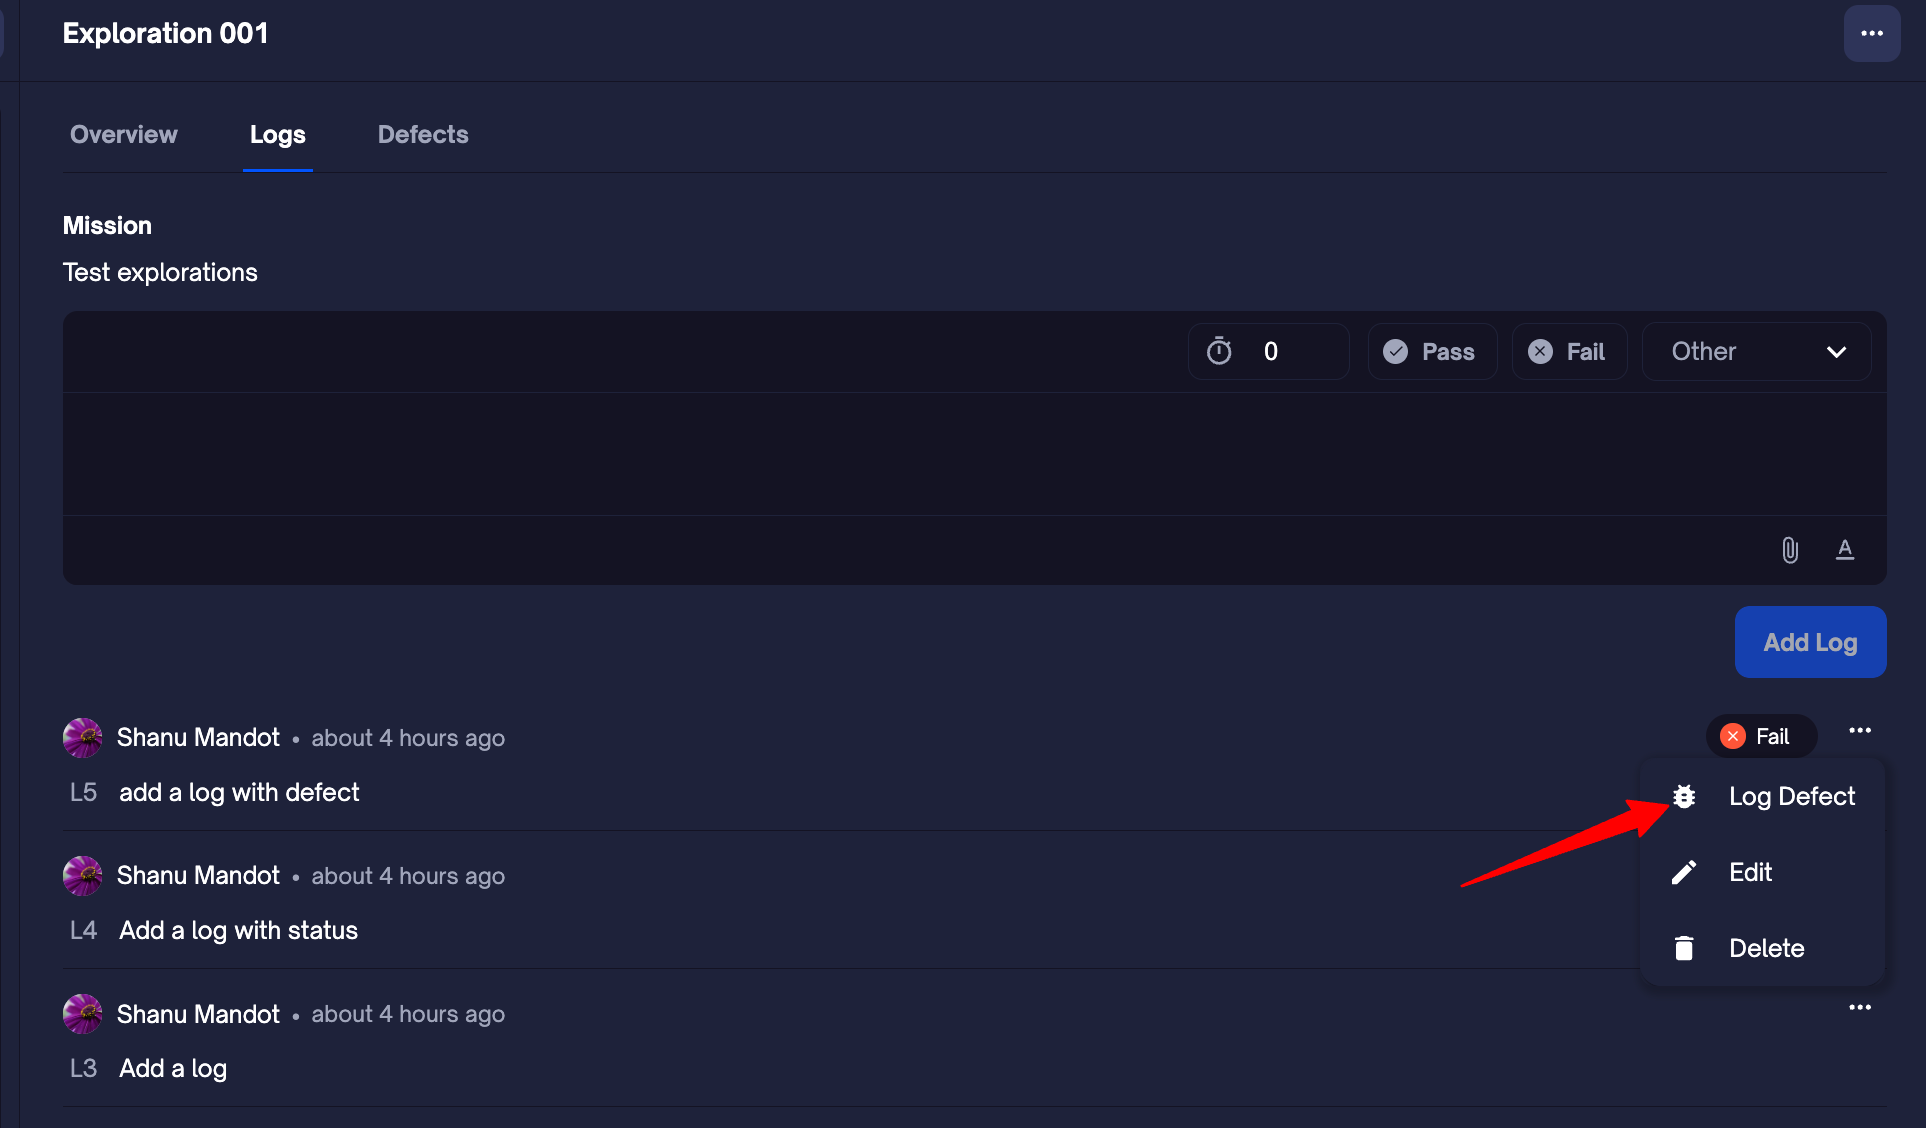 Exploration 001
Overview Logs Defects
Mission
Test explorations
0 Pass Fail Other
A
Add Log
Shanu Mandot • about 4 hours ago Fail
L5 add a log with defect
Log Defect
Shanu Mandot • about 4 hours ago
Edit
L4 Add a log with status
Delete
Shanu Mandot • about 4 hours ago
L3 Add a log